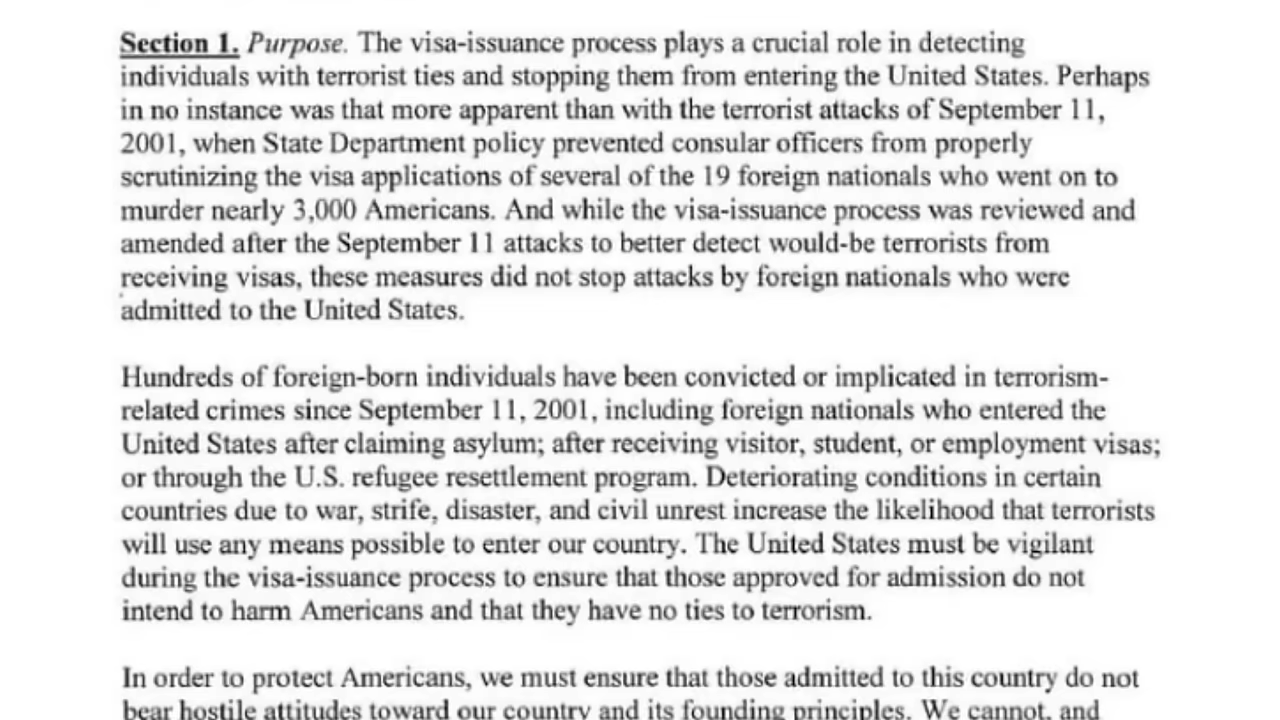 Section 1. Purpose. The visa-issuance process plays a crucial role in detecting
individuals with terrorist ties and stopping them from entering the United States. Perhaps
in no instance was that more apparent than with the terrorist attacks of September 11,
2001, when State Department policy prevented consular officers from properly
scrutinizing the visa applications of several of the 19 foreign nationals who went on to
murder nearly 3,000 Americans. And while the visa-issuance process was reviewed and
amended after the September 11 attacks to better detect would-be terrorists from
receiving visas, these measures did not stop attacks by foreign nationals who were
admitted to the United States.
Hundreds of foreign-born individuals have been convicted or implicated in terrorism-
related crimes since September 11, 2001, including foreign nationals who entered the
United States after claiming asylum; after receiving visitor, student, or employment visas;
or through the U.S. refugee resettlement program. Deteriorating conditions in certain
countries due to war, strife, disaster, and civil unrest increase the likelihood that terrorists
will use any means possible to enter our country. The United States must be vigilant
during the visa-issuance process to ensure that those approved for admission do not
intend to harm Americans and that they have no ties to terrorism.
In order to protect Americans, we must ensure that those admitted to this country do not
bear hostile attitudes toward our country and its founding principles. We cannot, and